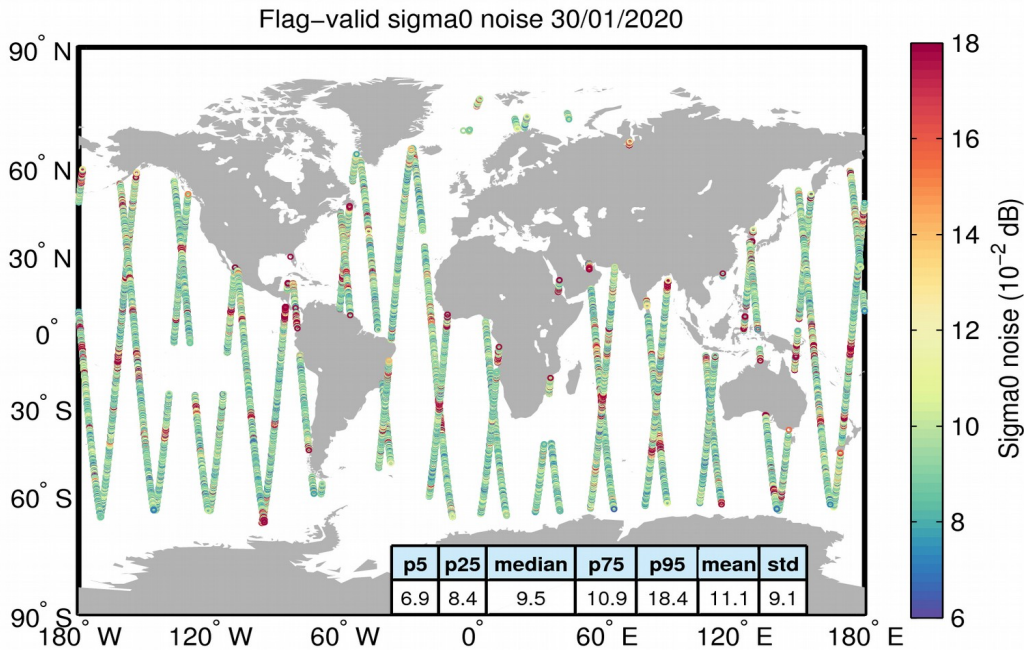 Flag−valid sigma0 noise 30/01/2020
90° N
60° N
30° N
0°
30° S
60° S
90° S
180° W 120° W 60° W 0° 60° E 120° E 180° E
p5 p25 median p75 p95 mean std
6.9 8.4 9.5 10.9 18.4 11.1 9.1
18
16
14
12
10
8
6
Sigma0 noise (10⁻² dB)